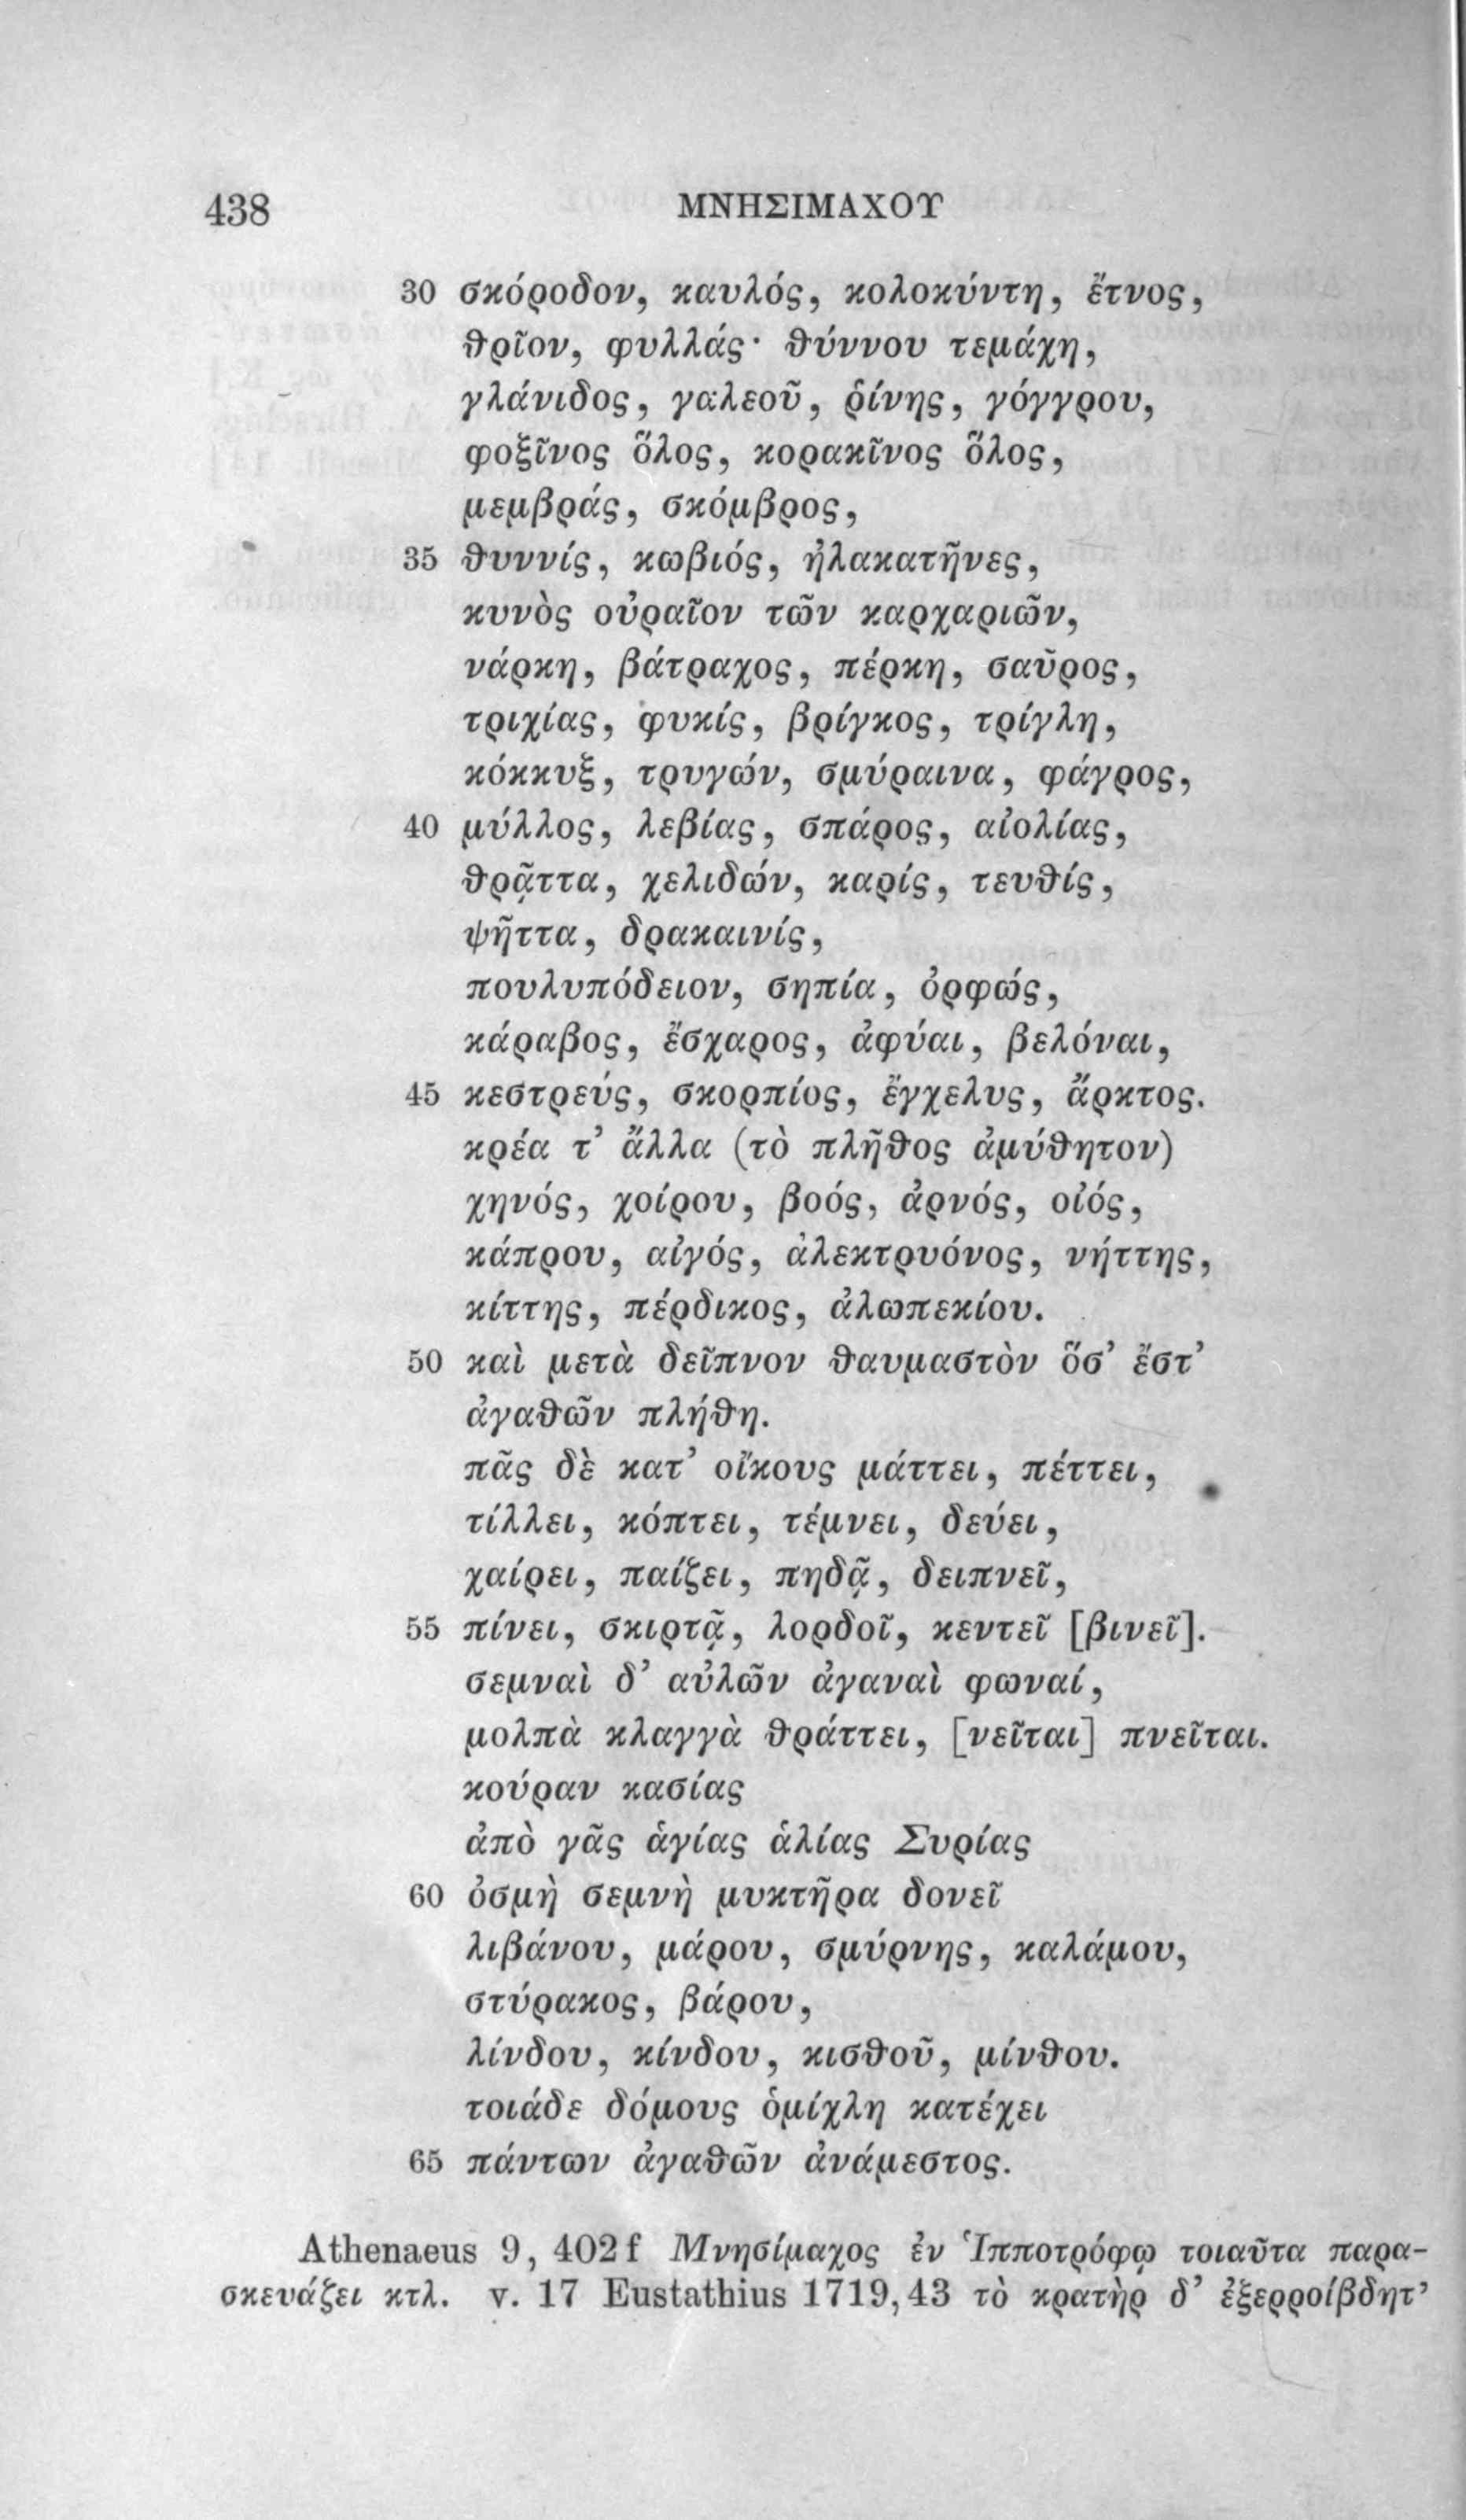 438 ΜΝΗΣΙΜΑΧΟΥ
30 σκόροδον, καυλός, κολοκύντη, ἔτνος,
θρῖον, φυλλάς· θύννου τεμάχη,
γλάνιδος, γαλεοῦ, ῥίνης, γόγγρου,
φοξῖνος ὅλος, κορακῖνος ὅλος,
μεμβράς, σκόμβρος,
35 θυννίς, κωβιός, ἠλακατῆνες,
κυνὸς οὐραῖον τῶν καρχαριῶν,
νάρκη, βάτραχος, πέρκη, σαῦρος,
τριχίας, φυκίς, βρίγκος, τρίγλη,
κόκκυξ, τρυγών, σμύραινα, φάγρος,
40 μύλλος, λεβίας, σπάρος, αἰολίας,
θρᾷττα, χελιδών, καρίς, τευθίς,
ψῆττα, δρακαινίς,
πουλυπόδειον, σηπία, ὀρφώς,
κάραβος, ἔσχαρος, ἀφύαι, βελόναι,
45 κεστρεύς, σκορπίος, ἔγχελυς, ἄρκτος.
κρέα τ’ ἄλλα (τὸ πλῆθος ἀμύθητον)
χηνός, χοίρου, βοός, ἀρνός, οἰός,
κάπρου, αἰγός, ἀλεκτρυόνος, νήττης,
κίττης, πέρδικος, ἀλωπεκίου.
50 καὶ μετὰ δεῖπνον θαυμαστὸν ὅσ’ ἔστ’
ἀγαθῶν πλήθη.
πᾶς δὲ κατ’ οἴκους μάττει, πέττει,
τίλλει, κόπτει, τέμνει, δεύει,
χαίρει, παίζει, πηδᾷ, δειπνεῖ,
55 πίνει, σκιρτᾷ, λορδοῖ, κεντεῖ [βινεῖ].
σεμναὶ δ’ αὐλῶν ἀγαναὶ φωναί,
μολπὰ κλαγγὰ θράττει, [νεῖται] πνεῖται.
κούραν κασίας
ἀπὸ γᾶς ἁγίας ἁλίας Συρίας
60 ὀσμὴ σεμνὴ μυκτῆρα δονεῖ
λιβάνου, μάρου, σμύρνης, καλάμου,
στύρακος, βάρου,
λίνδου, κίνδου, κισθοῦ, μίνθου.
τοιάδε δόμους ὁμίχλη κατέχει
65 πάντων ἀγαθῶν ἀνάμεστος.
Athenaeus 9, 402 f Μνησίμαχος ἐν Ἱπποτρόφῳ τοιαῦτα παρα-
σκευάζει κτλ. v. 17 Eustathius 1719, 43 τὸ κρατὴρ δ’ ἐξερροίβδητ’